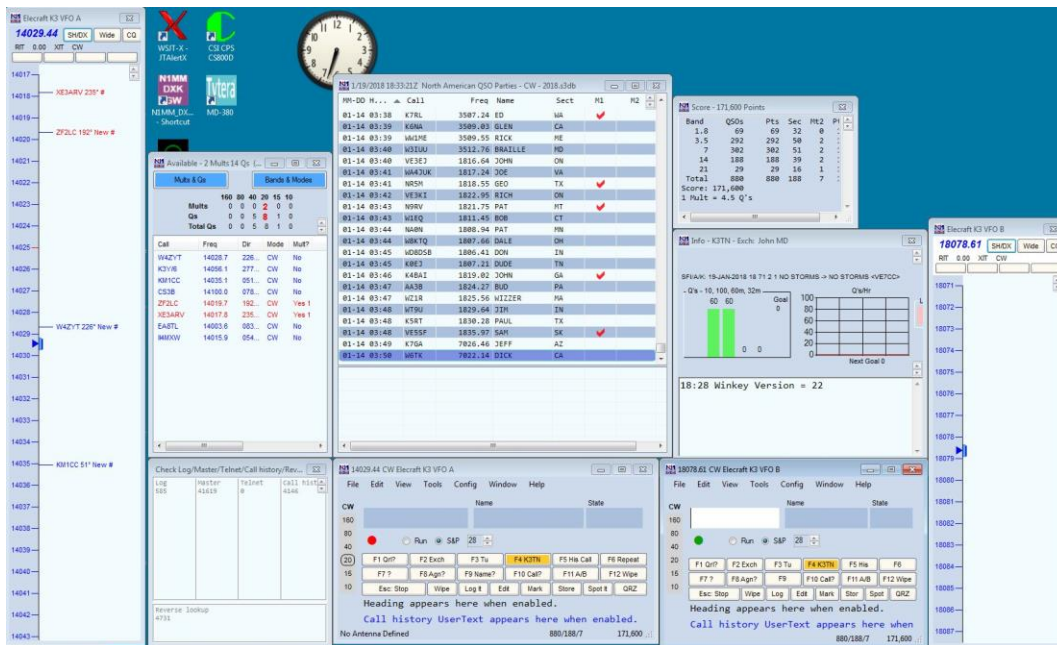 Elecraft K3 VFO A
14029.44 SH/DX Wide CQ
RIT 0.00 XIT CW
14017
14018
XE3ARV 235° #
14019
14020
ZF2LC 192° New #
14021
14022
14023
14024
14025
14026
14027
14028
14029
W4ZYT 226° New #
14030
14031
14032
14033
14034
14035
KM1CC 51° New #
14036
14037
14038
14039
14040
14041
14042
14043
WSJT-X - JTAlertX
CSI CPS CS800D
N1MM DXK
N1MM_DX... - Shortcut
Tytera
MD-380
Available - 2 Mults 14 Qs (...
Mults & Qs Bands & Modes
160 80 40 20 15 10
Mults 0 0 0 2 0 0
Qs 0 0 5 8 1 0
Total Qs 0 0 5 8 1 0
Call Freq Dir Mode Mult?
W4ZYT 14028.7 226... CW No
K3Y/6 14056.1 277... CW No
KM1CC 14035.1 051... CW No
CS3B 14100.0 078... CW No
ZF2LC 14019.7 192... CW Yes 1
XE3ARV 14017.8 235... CW Yes 1
EA8TL 14003.6 083... CW No
14015.9 054... CW No
1/19/2018 18:33:21Z North American QSO Parties - CW - 2018.s3db
MM-DD H... Call Freq Name Sect M1 M2
01-14 03:38 K7RL 3507.24 ED WA
01-14 03:39 K6NA 3509.03 GLEN CA
01-14 03:39 WW1ME 3509.55 RICK ME
01-14 03:40 W3IUU 3512.76 BRAILLE MD
01-14 03:40 VE3EJ 1816.64 JOHN ON
01-14 03:41 WA4JUK 1817.24 JOE VA
01-14 03:41 NR5M 1818.55 GEO TX
01-14 03:42 VE3KI 1822.95 RICH ON
01-14 03:43 N9RV 1821.75 PAT MT
01-14 03:43 W1EQ 1811.45 BOB CT
01-14 03:44 NA0N 1808.94 PAT MN
01-14 03:44 W8KTQ 1807.66 DALE OH
01-14 03:45 WD8DSB 1806.41 DON IN
01-14 03:45 K0EJ 1807.21 DUDE TN
01-14 03:46 K4BAI 1819.02 JOHN GA
01-14 03:47 AA3B 1824.27 BUD PA
01-14 03:47 WZ1R 1825.56 WIZZER MA
01-14 03:48 WT9U 1829.64 JIM IN
01-14 03:48 K5RT 1830.28 PAUL TX
01-14 03:48 VE5SF 1835.97 SAM SK
01-14 03:49 K7GA 7026.46 JEFF AZ
01-14 03:50 W6TK 7022.14 DICK CA
Score - 171,600 Points
Band QSOs Pts Sec Mt2
1.8 69 69 32 0
3.5 292 292 50 2
7 302 302 51 2
14 188 188 39 2
21 29 29 16 1
Total 880 880 188 7
Score: 171,600
1 Mult = 4.5 Q's
Info - K3TN - Exch: John MD
SFI/A/K: 19-JAN-2018 18 71 2 1 NO STORMS -> NO STORMS <VE7CC>
Q's - 10, 100, 60m, 32m
60 60 0 0
Goal 0
Q's/Hr
100
80
60
40
20
0
Next Goal 0
L
18:28 Winkey Version = 22
Elecraft K3 VFO B
18078.61 SH/DX Wide
RIT 0.00 XIT CW
18071
18072
18073
18074
18075
18076
18077
18078
18079
18080
18081
18082
18083
18084
18085
18086
18087
Check Log/Master/Telnet/Call history/Rev...
Log Master Telnet Call hist
585 41619 0 4146
Reverse lookup
4731
14029.44 CW Elecraft K3 VFO A
File Edit View Tools Config Window Help
CW Name State
160
80
40
20
15
10
Run S&P 28
F1 Qrl? F2 Exch F3 Tu F4 K3TN F5 His Call F6 Repeat
F7 ? F8 Agn? F9 Name? F10 Call? F11 A/B F12 Wipe
Esc: Stop Wipe Log It Edit Mark Store Spot It QRZ
Heading appears here when enabled.
Call history UserText appears here when enabled.
No Antenna Defined 880/188/7 171,600
18078.61 CW Elecraft K3 VFO B
File Edit View Tools Config Window Help
CW Name State
160
80
40
20
15
10
Run S&P 28
F1 Qrl? F2 Exch F3 Tu F4 K3TN F5 His F6
F7 ? F8 Agn? F9 F10 Call? F11 A/B F12 Wipe
Esc: Stop Wipe Log Edit Mark Stor Spot QRZ
Heading appears here when enabled.
Call history UserText appears here when
880/188/7 171,600